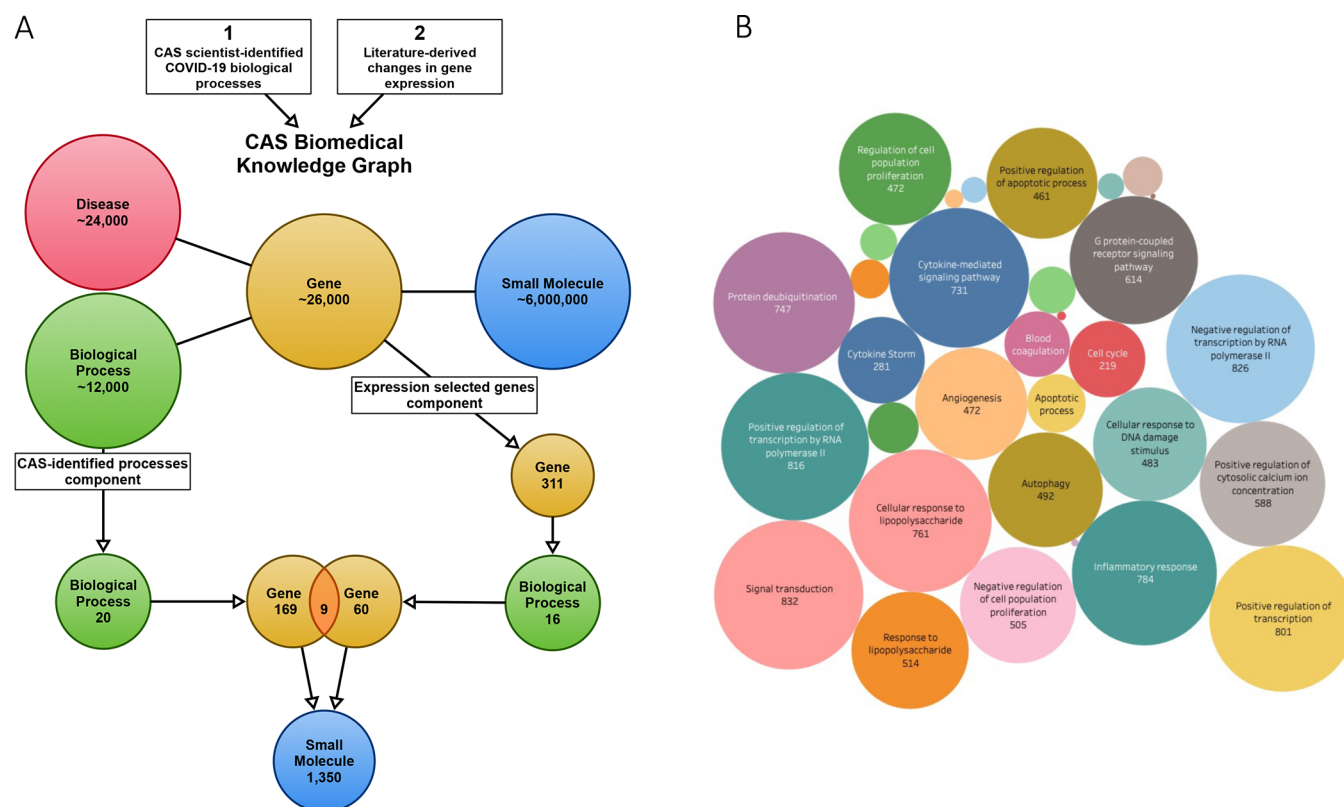 A
1
CAS scientist-identified
COVID-19 biological
processes
2
Literature-derived
changes in gene
expression
CAS Biomedical
Knowledge Graph
Disease
~24,000
Gene
~26,000
Small Molecule
~6,000,000
Biological
Process
~12,000
Expression selected genes
component
CAS-identified processes
component
Gene
311
Biological
Process
20
Gene
169
9
Gene
60
Biological
Process
16
Small
Molecule
1,350
B
Regulation of cell
population
proliferation
472
Positive regulation
of apoptotic process
461
G protein-coupled
receptor signaling
pathway
614
Cytokine-mediated
signaling pathway
731
Protein deubiquitination
747
Negative regulation of
transcription by RNA
polymerase II
826
Cytokine Storm
281
Blood
coagulation
Cell cycle
219
Angiogenesis
472
Apoptotic
process
Positive regulation of
transcription by RNA
polymerase II
816
Cellular response to
DNA damage
stimulus
483
Positive regulation of
cytosolic calcium ion
concentration
588
Autophagy
492
Cellular response to
lipopolysaccharide
761
Signal transduction
832
Negative regulation
of cell population
proliferation
505
Inflammatory response
784
Positive regulation of
transcription
801
Response to
lipopolysaccharide
514